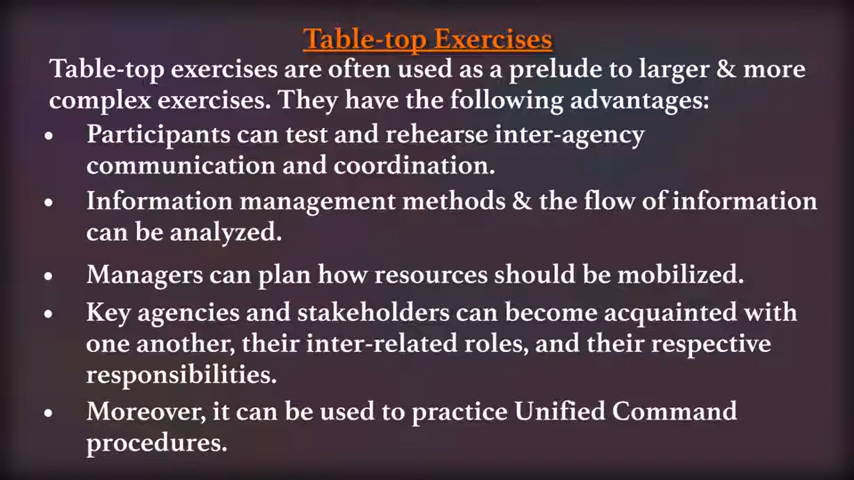 Table-top Exercises
Table-top exercises are often used as a prelude to larger & more
complex exercises. They have the following advantages:
• Participants can test and rehearse inter-agency
communication and coordination.
• Information management methods & the flow of information
can be analyzed.
• Managers can plan how resources should be mobilized.
• Key agencies and stakeholders can become acquainted with
one another, their inter-related roles, and their respective
responsibilities.
• Moreover, it can be used to practice Unified Command
procedures.